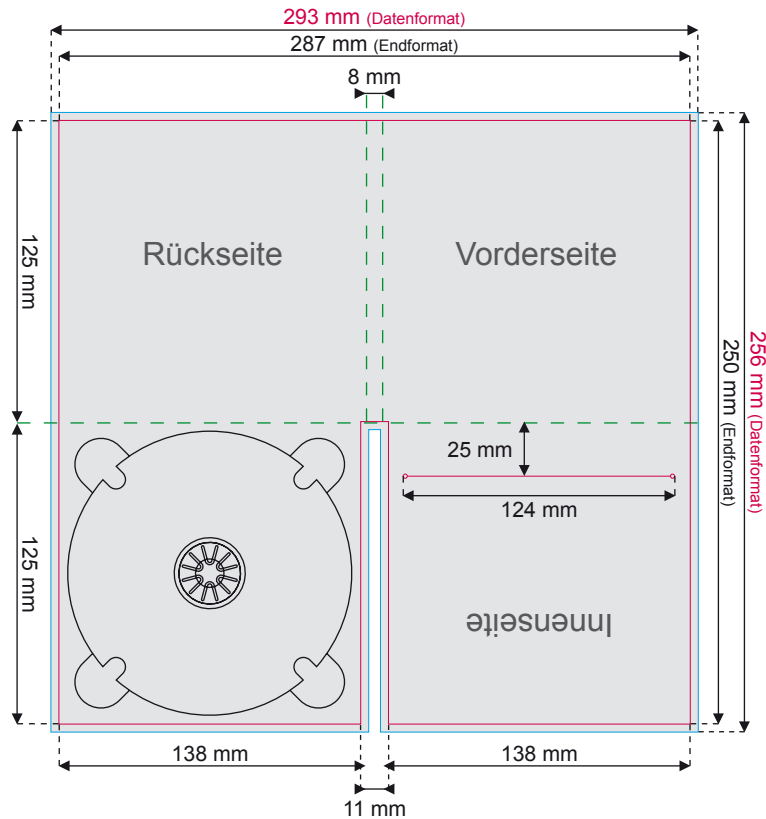 293 mm (Datenformat)
287 mm (Endformat)
8 mm
125 mm
Rückseite
Vorderseite
250 mm (Endformat)
256 mm (Datenformat)
25 mm
124 mm
125 mm
Innenseite
138 mm
138 mm
11 mm